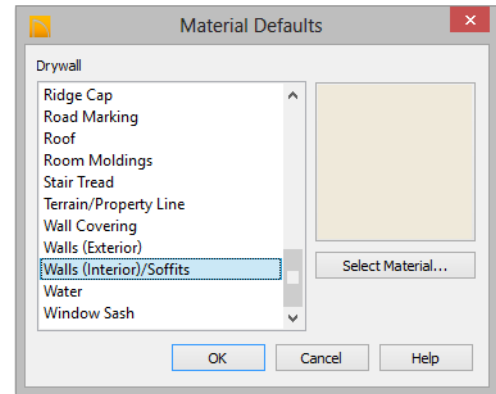 Material Defaults
Drywall
Ridge Cap
Road Marking
Roof
Room Moldings
Stair Tread
Terrain/Property Line
Wall Covering
Walls (Exterior)
Walls (Interior)/Soffits
Water
Window Sash
Select Material...
OK
Cancel
Help